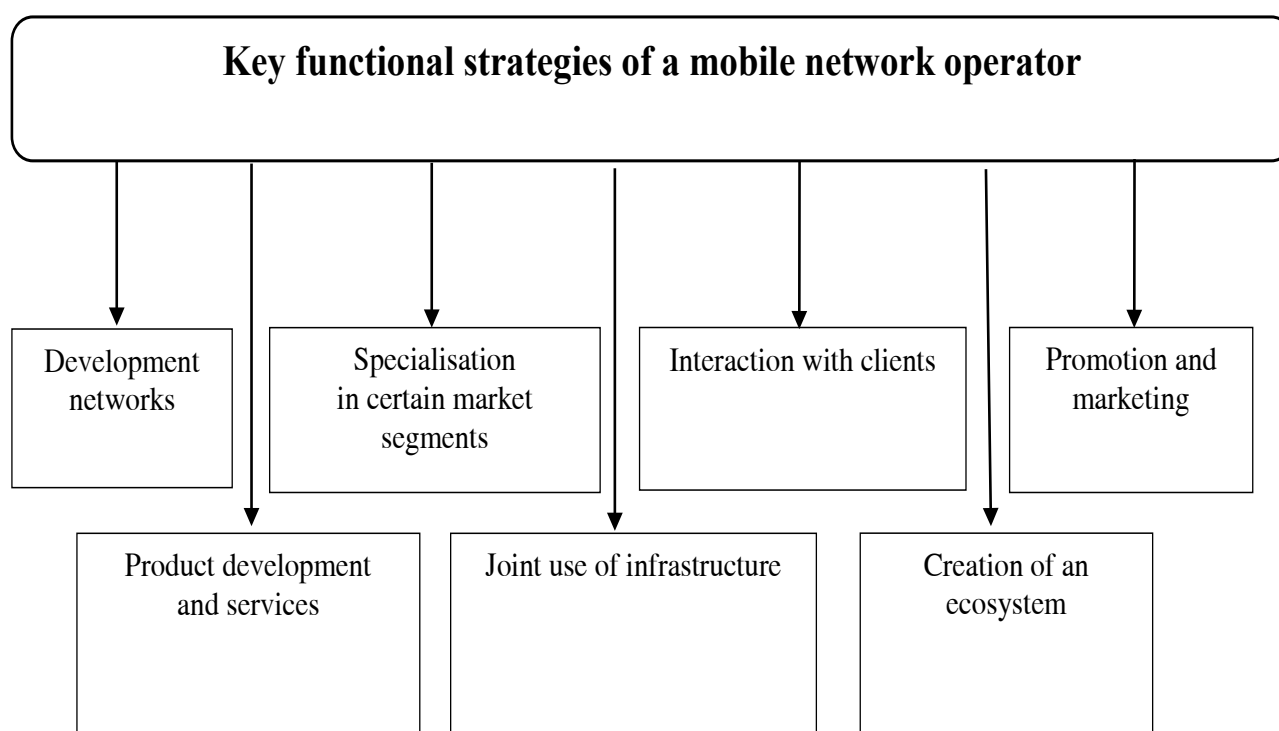 Key functional strategies of a mobile network operator
Development
networks
Specialisation
in certain market
segments
Interaction with clients
Promotion and
marketing
Product development
and services
Joint use of infrastructure
Creation of an
ecosystem